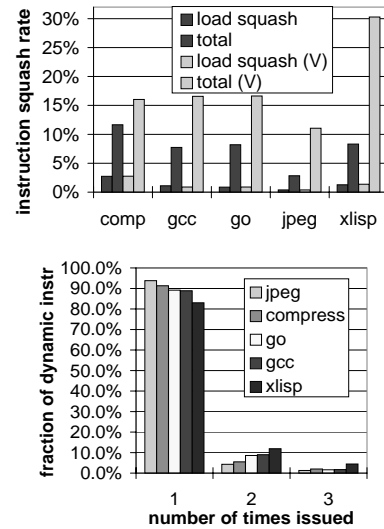 instruction squash rate
30%
25%
20%
15%
10%
5%
0%
load squash
total
load squash (V)
total (V)
comp gcc go jpeg xlisp
fraction of dynamic instr
100.0%
90.0%
80.0%
70.0%
60.0%
50.0%
40.0%
30.0%
20.0%
10.0%
0.0%
jpeg
compress
go
gcc
xlisp
1 2 3
number of times issued